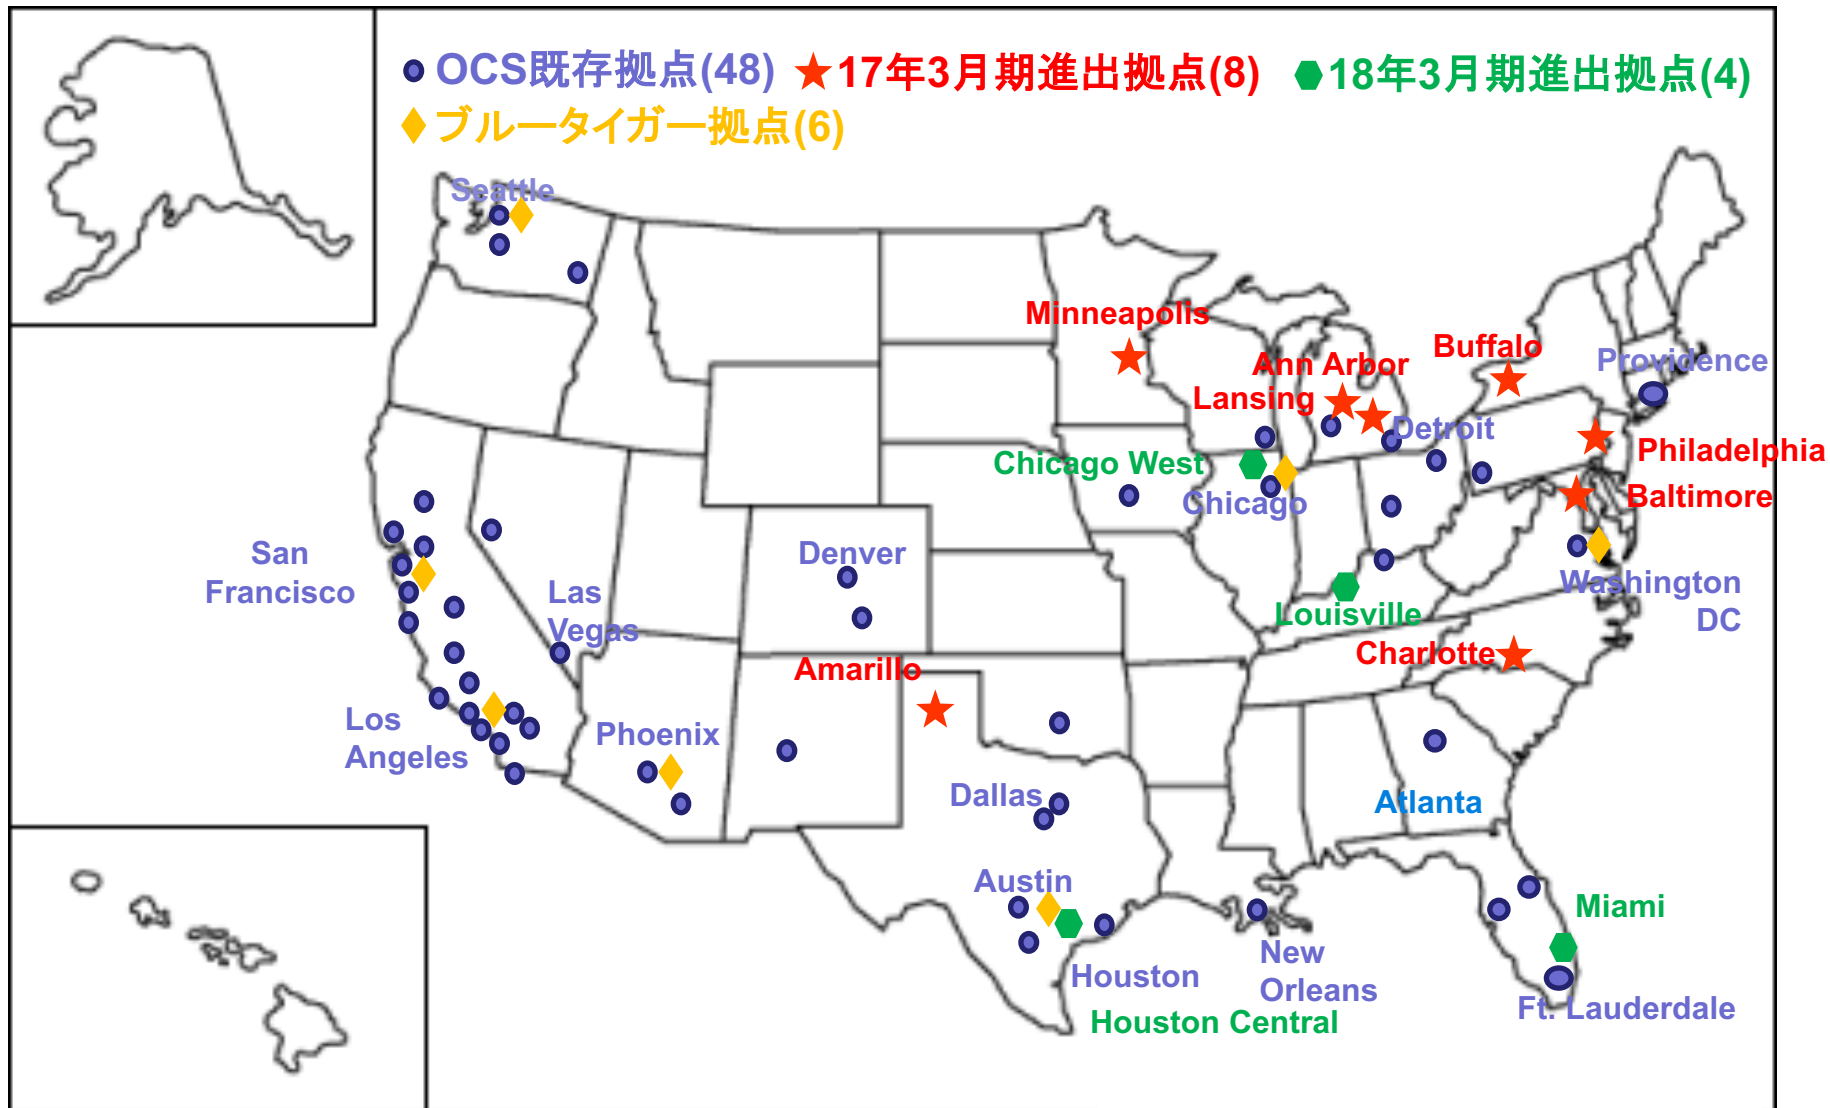 OCS既存拠点(48) 17年3月期進出拠点(8) 18年3月期進出拠点(4)
ブルータイガー拠点(6)
Seattle
Minneapolis
Ann Arbor
Buffalo
Providence
Lansing
Detroit
Philadelphia
Chicago West
Chicago
Baltimore
San
Francisco
Denver
Las
Vegas
Washington
DC
Louisville
Charlotte
Amarillo
Los
Angeles
Phoenix
Dallas
Atlanta
Austin
Miami
New
Orleans
Houston
Ft. Lauderdale
Houston Central